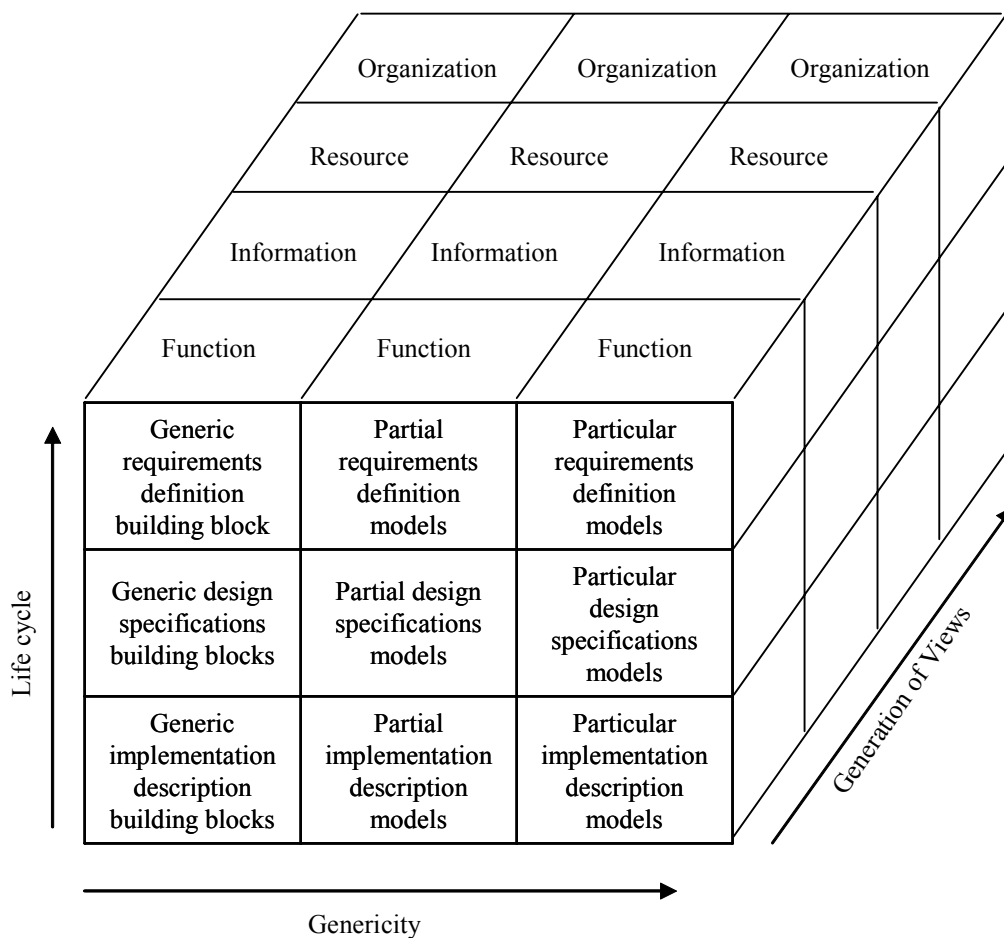 Organization Organization Organization
Resource Resource Resource
Information Information Information
Function Function Function
Generic
requirements
definition
building block
Partial
requirements
definition
models
Particular
requirements
definition
models
Generic design
specifications
building blocks
Partial design
specifications
models
Particular
design
specifications
models
Generic
implementation
description
building blocks
Partial
implementation
description
models
Particular
implementation
description
models
Life cycle
Generation of Views
Genericity